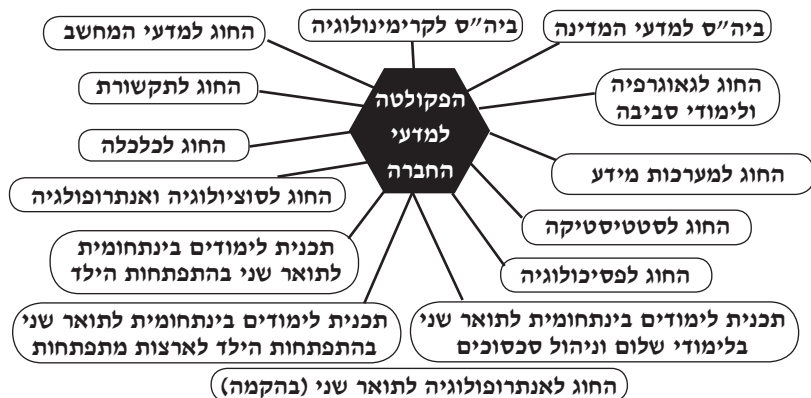 ביה״ס למדעי המדינה
ביה״ס לקרימינולוגיה
החוג למדעי המחשב
החוג לגאוגרפיה
ולימודי סביבה
הפקולטה
למדעי
החברה
החוג לתקשורת
החוג לכלכלה
החוג למערכות מידע
החוג לסוציולוגיה ואנתרופולגיה
החוג לסטטיסטיקה
תכנית לימודים בינתחומית
לתואר שני בהתפתחות הילד
החוג לפסיכולוגיה
תכנית לימודים בינתחומית לתואר שני
בלימודי שלום וניהול סכסוכים
תכנית לימודים בינתחומית לתואר שני
בהתפתחות הילד לארצות מתפתחות
החוג לאנתרופולוגיה לתואר שני (בהקמה)